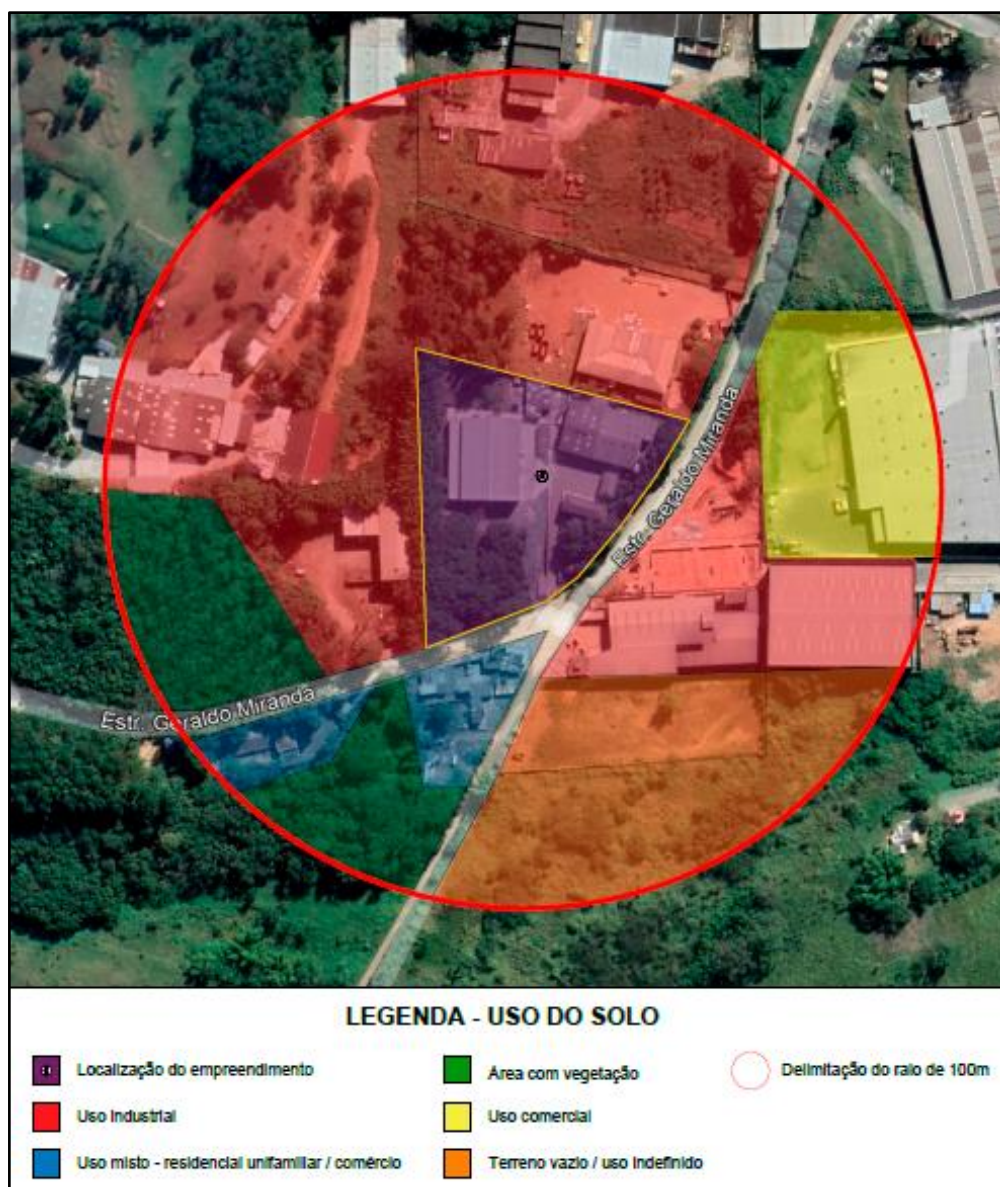 Estr. Geraldo Miranda
Estr. Geraldo Miranda
LEGENDA - USO DO SOLO
Localização do empreendimento
Área com vegetação
Delimitação do raio de 100m
Uso industrial
Uso comercial
Uso misto - residencial unifamiliar / comércio
Terreno vazio / uso indefinido